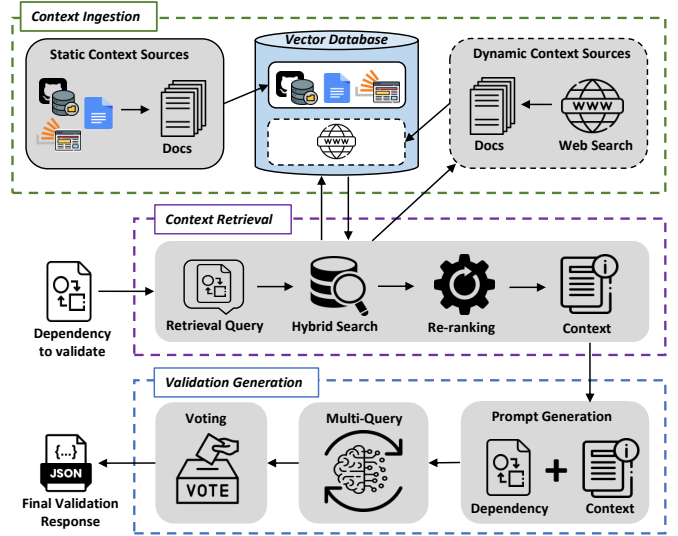 Context Ingestion
Static Context Sources
Docs
Vector Database
WWW
Dynamic Context Sources
WWW
Docs
Web Search
Context Retrieval
Dependency
to validate
Retrieval Query
Hybrid Search
Re-ranking
i
Context
Validation Generation
Voting
VOTE
Multi-Query
Prompt Generation
i
Dependency
+
Context
{...}
JSON
Final Validation
Response